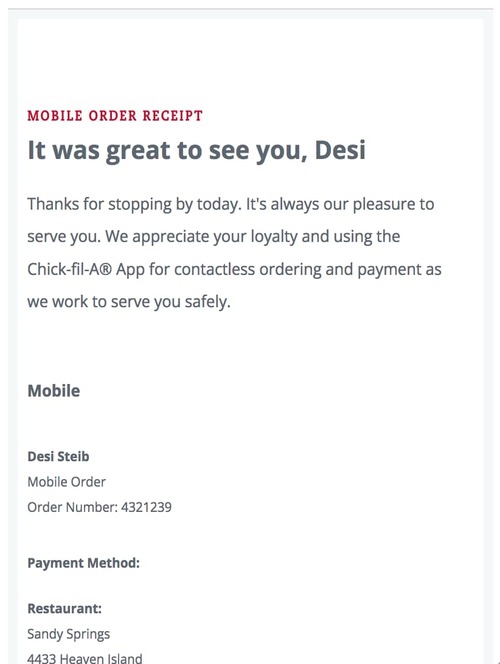 MOBILE ORDER RECEIPT
It was great to see you, Desi
Thanks for stopping by today. It's always our pleasure to
serve you. We appreciate your loyalty and using the
Chick-fil-A® App for contactless ordering and payment as
we work to serve you safely.
Mobile
Desi Steib
Mobile Order
Order Number: 4321239
Payment Method:
Restaurant:
Sandy Springs
4433 Heaven Island